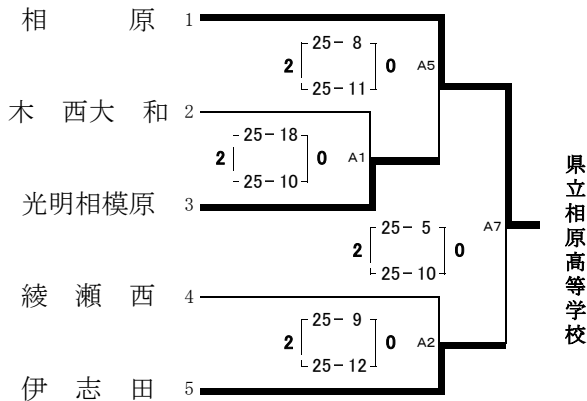 相 原 1
2 25- 8 0 A5
25- 11
木 西大 和 2
25- 18
2 0 A1
25- 10
光明相模原 3
25- 5
2 0 A7
25- 10
県立相原高等学校
綾 瀬 西 4
25- 9
2 0 A2
25- 12
伊 志 田 5